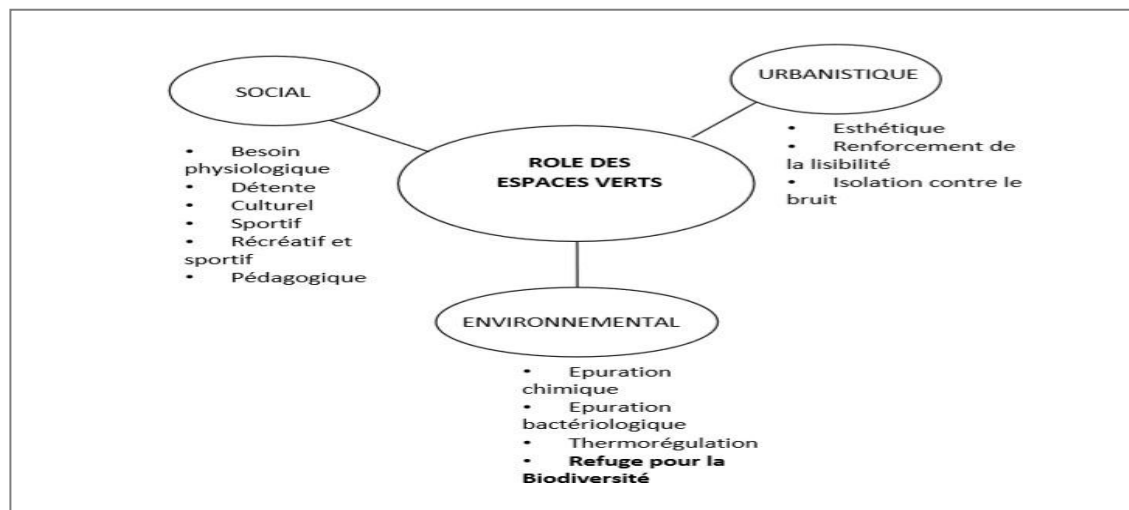 SOCIAL
• Besoin
physiologique
• Détente
• Culturel
• Sportif
• Récréatif et
sportif
• Pédagogique
ROLE DES
ESPACES VERTS
URBANISTIQUE
• Esthétique
• Renforcement de
la lisibilité
• Isolation contre le
bruit
ENVIRONNEMENTAL
• Epuration
chimique
• Epuration
bactériologique
• Thermorégulation
• Refuge pour la
Biodiversité